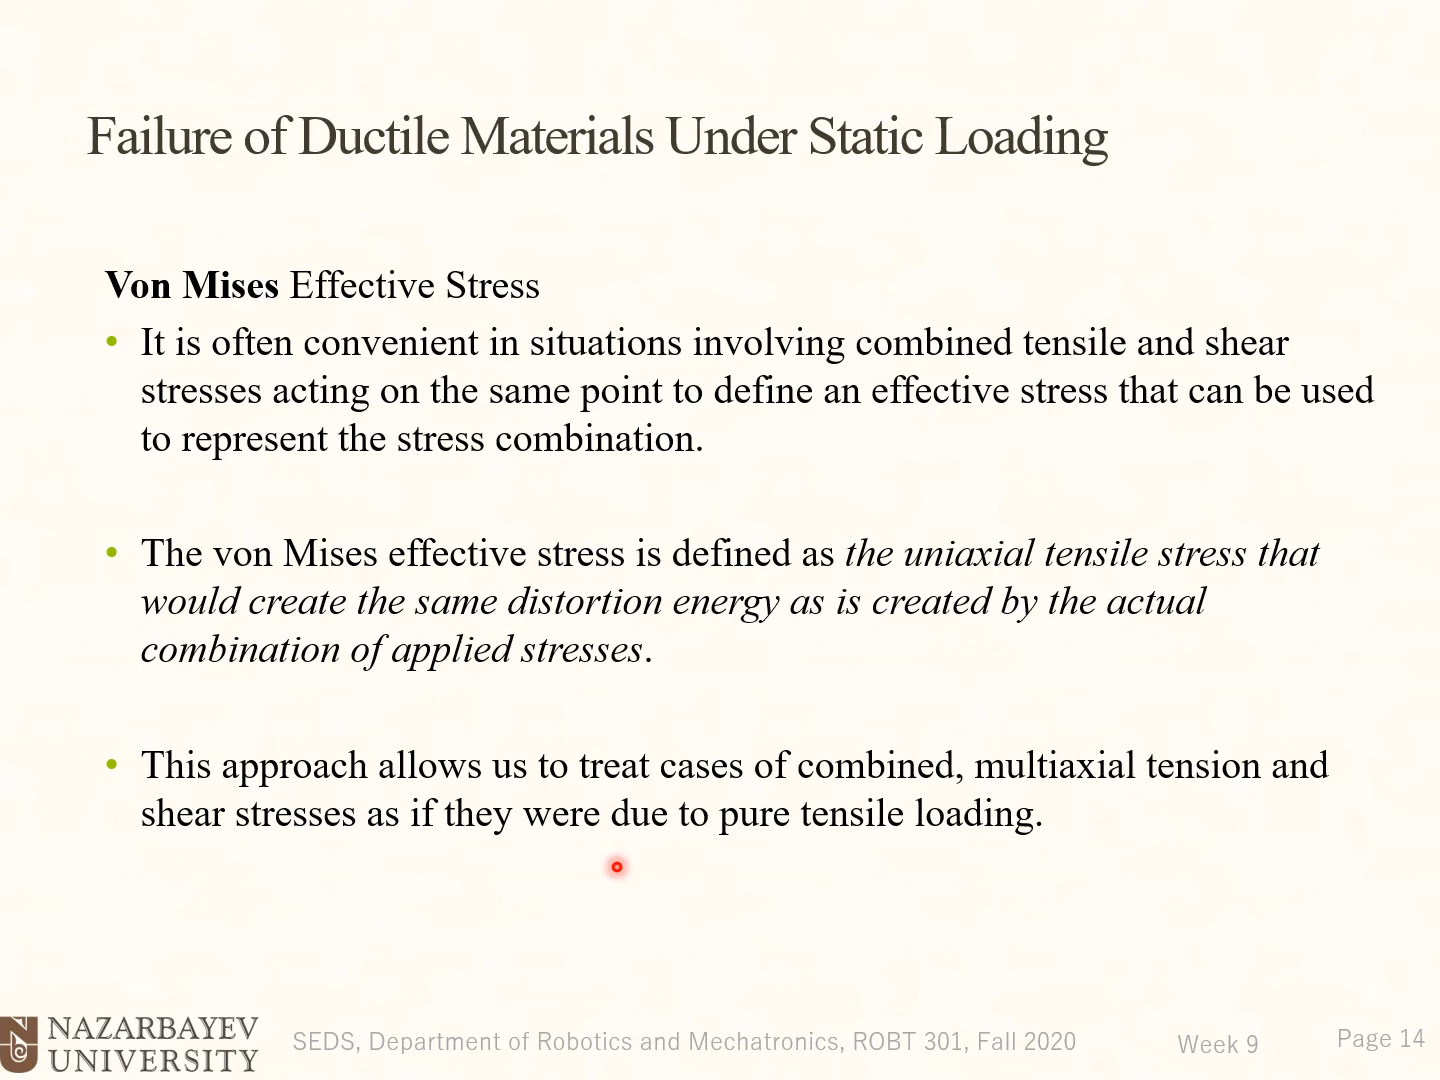 Failure of Ductile Materials Under Static Loading
Von Mises Effective Stress
• It is often convenient in situations involving combined tensile and shear
stresses acting on the same point to define an effective stress that can be used
to represent the stress combination.
• The von Mises effective stress is defined as the uniaxial tensile stress that
would create the same distortion energy as is created by the actual
combination of applied stresses.
• This approach allows us to treat cases of combined, multiaxial tension and
shear stresses as if they were due to pure tensile loading.
NAZARBAYEV
UNIVERSITY
SEDS, Department of Robotics and Mechatronics, ROBT 301, Fall 2020
Week 9
Page 14